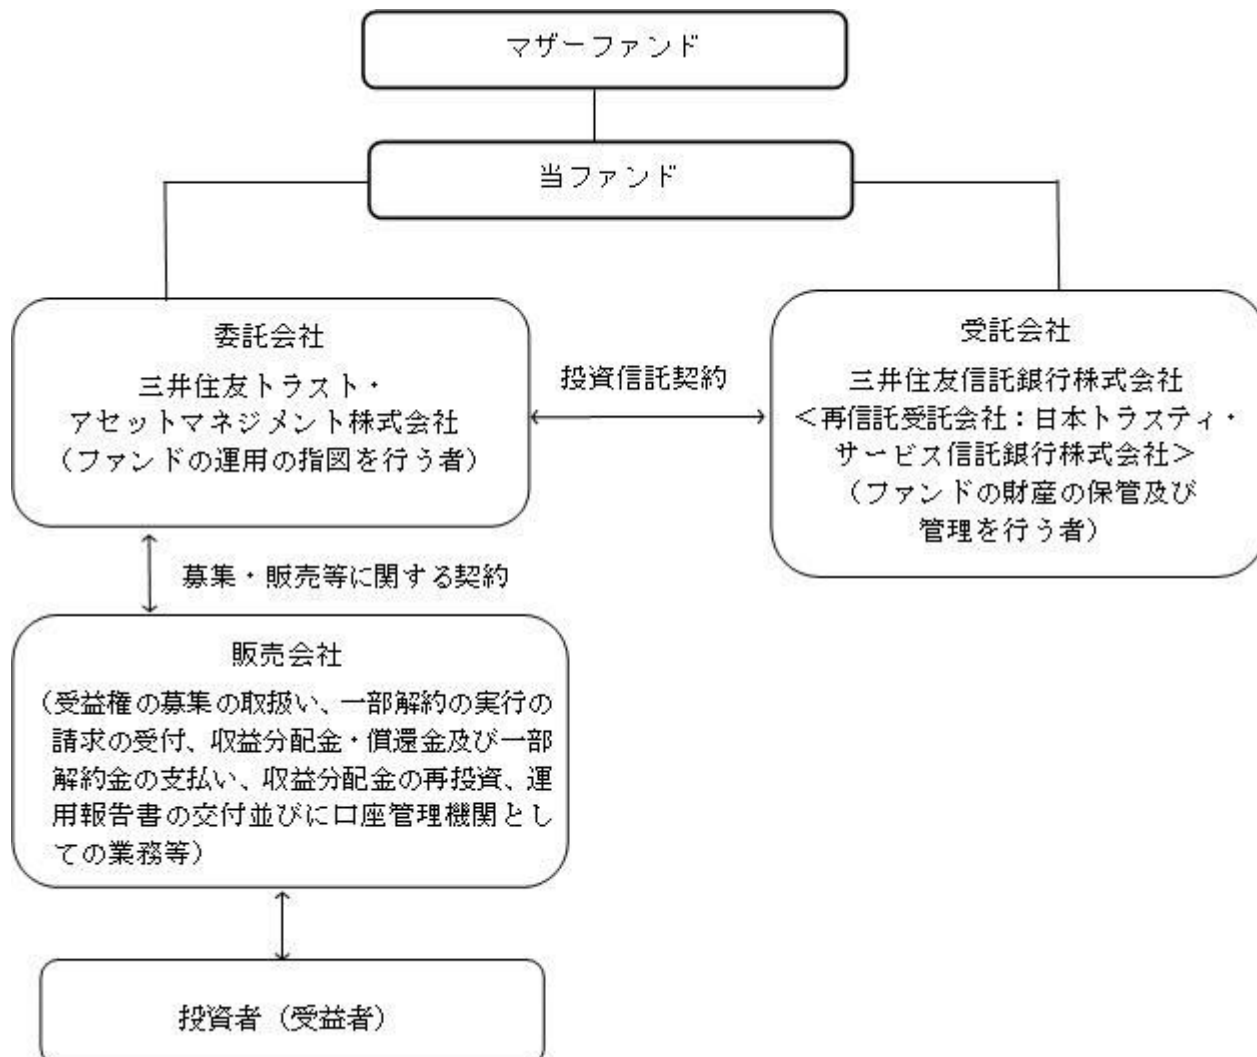 マザーファンド
当ファンド
委託会社
三井住友トラスト・
アセットマネジメント株式会社
（ファンドの運用の指図を行う者）
投資信託契約
受託会社
三井住友信託銀行株式会社
＜再信託受託会社：日本トラスティ・
サービス信託銀行株式会社＞
（ファンドの財産の保管及び
管理を行う者）
募集・販売等に関する契約
販売会社
（受益権の募集の取扱い、一部解約の実行の
請求の受付、収益分配金・償還金及び一部
解約金の支払い、収益分配金の再投資、運
用報告書の交付並びに口座管理機関とし
ての業務等）
投資者（受益者）